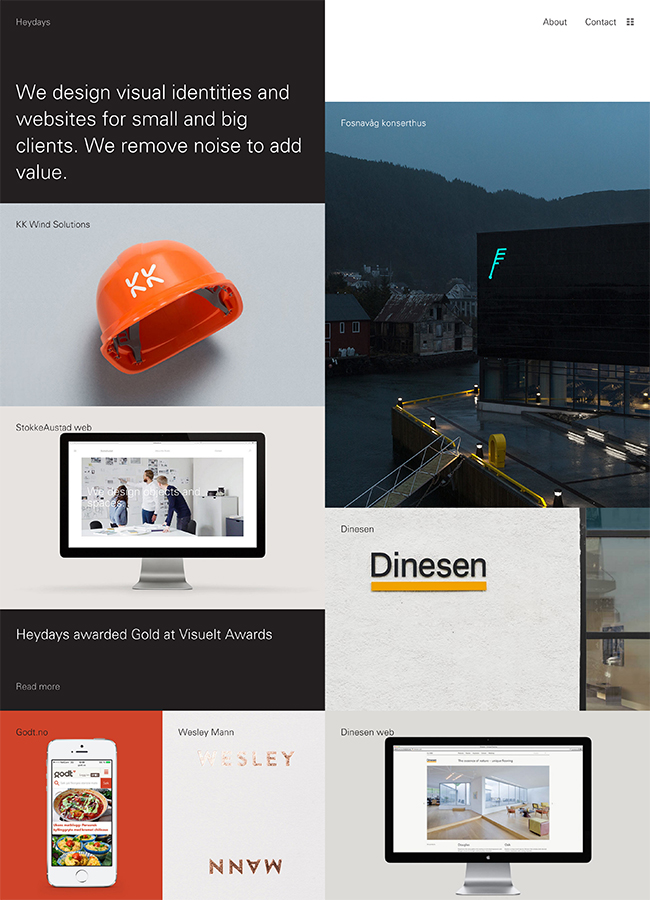 Heydays
About Contact
We design visual identities and
websites for small and big
clients. We remove noise to add
value.
Fosnavåg konserthus
KK Wind Solutions
KK
StokkeAustad web
We design objects and
spaces
Dinesen
Dinesen
Heydays awarded Gold at Visuelt Awards
Read more
Godt.no
godt
Wesley Mann
WESLEY
MANN
Dinesen web